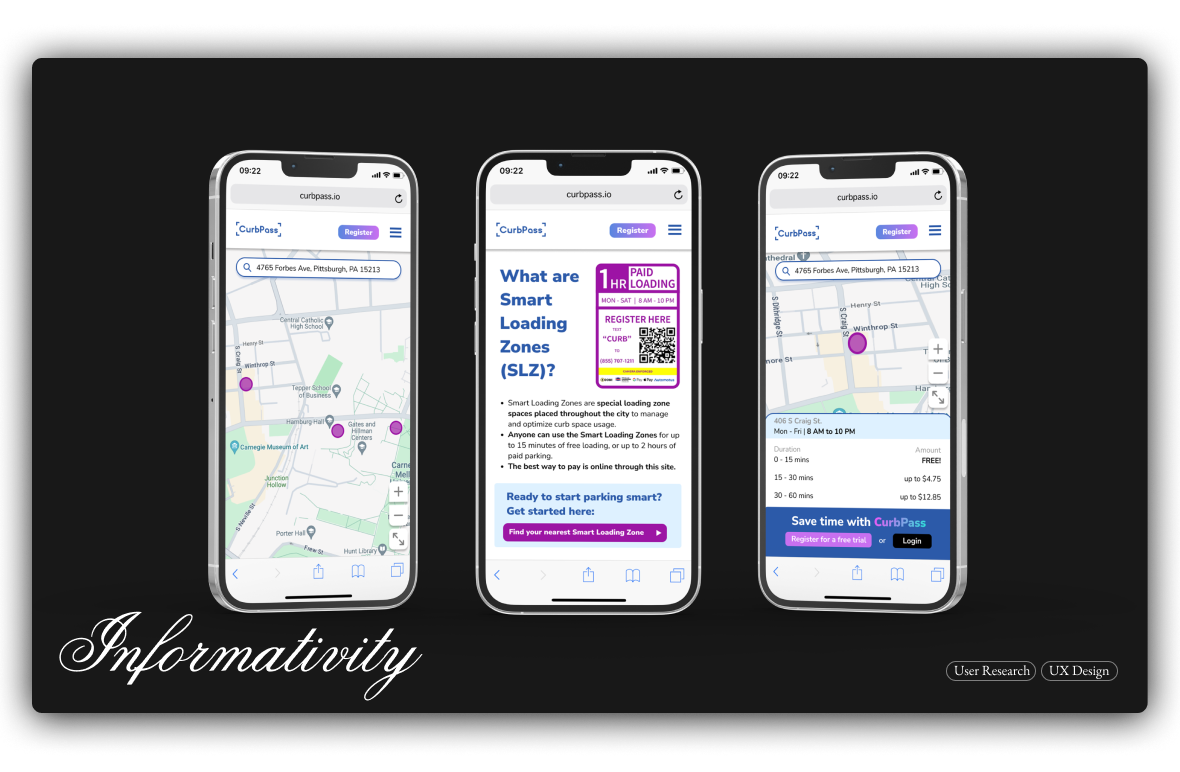 09:22
curbpass.io
CurbPass
Register
4765 Forbes Ave, Pittsburgh, PA 15213
Central Catholic
High School
Henry St
S Craig St
Winthrop St
Tepper School
of Business
Hamburg Hall
Gates and
Hillman
Centers
Carnegie Museum of Art
Carne
Mell
Junction
Hollow
S Neville St
Porter Hall
Frew St
Hunt Library
09:22
curbpass.io
CurbPass
Register
What are
Smart
Loading
Zones
(SLZ)?
1 HR PAID LOADING
MON - SAT | 8 AM - 10 PM
REGISTER HERE
TEXT
"CURB"
TO
(855) 797-1211
• Smart Loading Zones are special loading zone
spaces placed throughout the city to manage
and optimize curb space usage.
• Anyone can use the Smart Loading Zones for up
to 15 minutes of free loading, or up to 2 hours of
paid parking.
• The best way to pay is online through this site.
Ready to start parking smart?
Get started here:
Find your nearest Smart Loading Zone
09:22
curbpass.io
CurbPass
Register
thedral
4765 Forbes Ave, Pittsburgh, PA 15213
Central Cat
High Sc
S Dithridge St
Henry St
S Craig St
Winthrop St
more St
Ham
406 S Craig St.
Mon - Fri | 8 AM to 10 PM
Duration Amount
0 - 15 mins FREE!
15 - 30 mins up to $4.75
30 - 60 mins up to $12.85
Save time with CurbPass
Register for a free trial or Login
Informativity
User Research UX Design